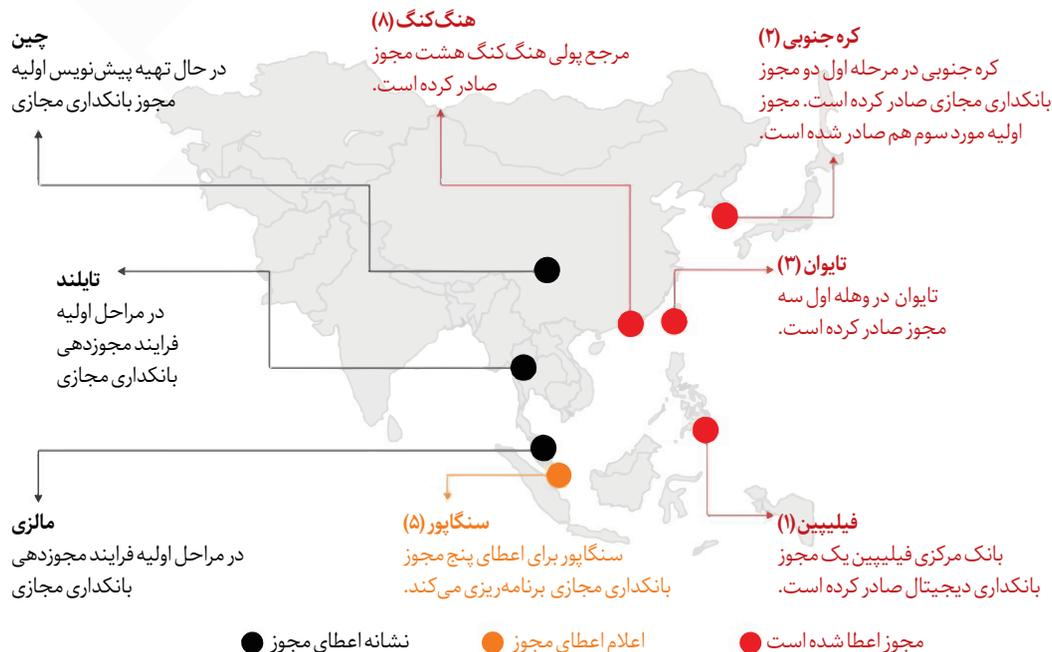 کره جنوبی (۲)
کره جنوبی در مرحله اول دو مجوز
بانکداری مجازی صادر کرده است. مجوز
اولیه مورد سوم هم صادر شده است.
هنگ‌کنگ (۸)
مرجع پولی هنگ‌کنگ هشت مجوز
صادر کرده است.
چین
در حال تهیه پیش‌نویس اولیه
مجوز بانکداری مجازی
تایوان (۳)
تایوان در وهله اول سه
مجوز صادر کرده است.
تایلند
در مراحل اولیه
فرایند مجوزدهی
بانکداری مجازی
فیلیپین (۱)
بانک مرکزی فیلیپین یک مجوز
بانکداری دیجیتال صادر کرده است.
سنگاپور (۵)
سنگاپور برای اعطای پنج مجوز
بانکداری مجازی برنامه‌ریزی می‌کند.
مالزی
در مراحل اولیه فرایند مجوزدهی
بانکداری مجازی
مجوز اعطا شده است
اعلام اعطای مجوز
نشانه اعطای مجوز